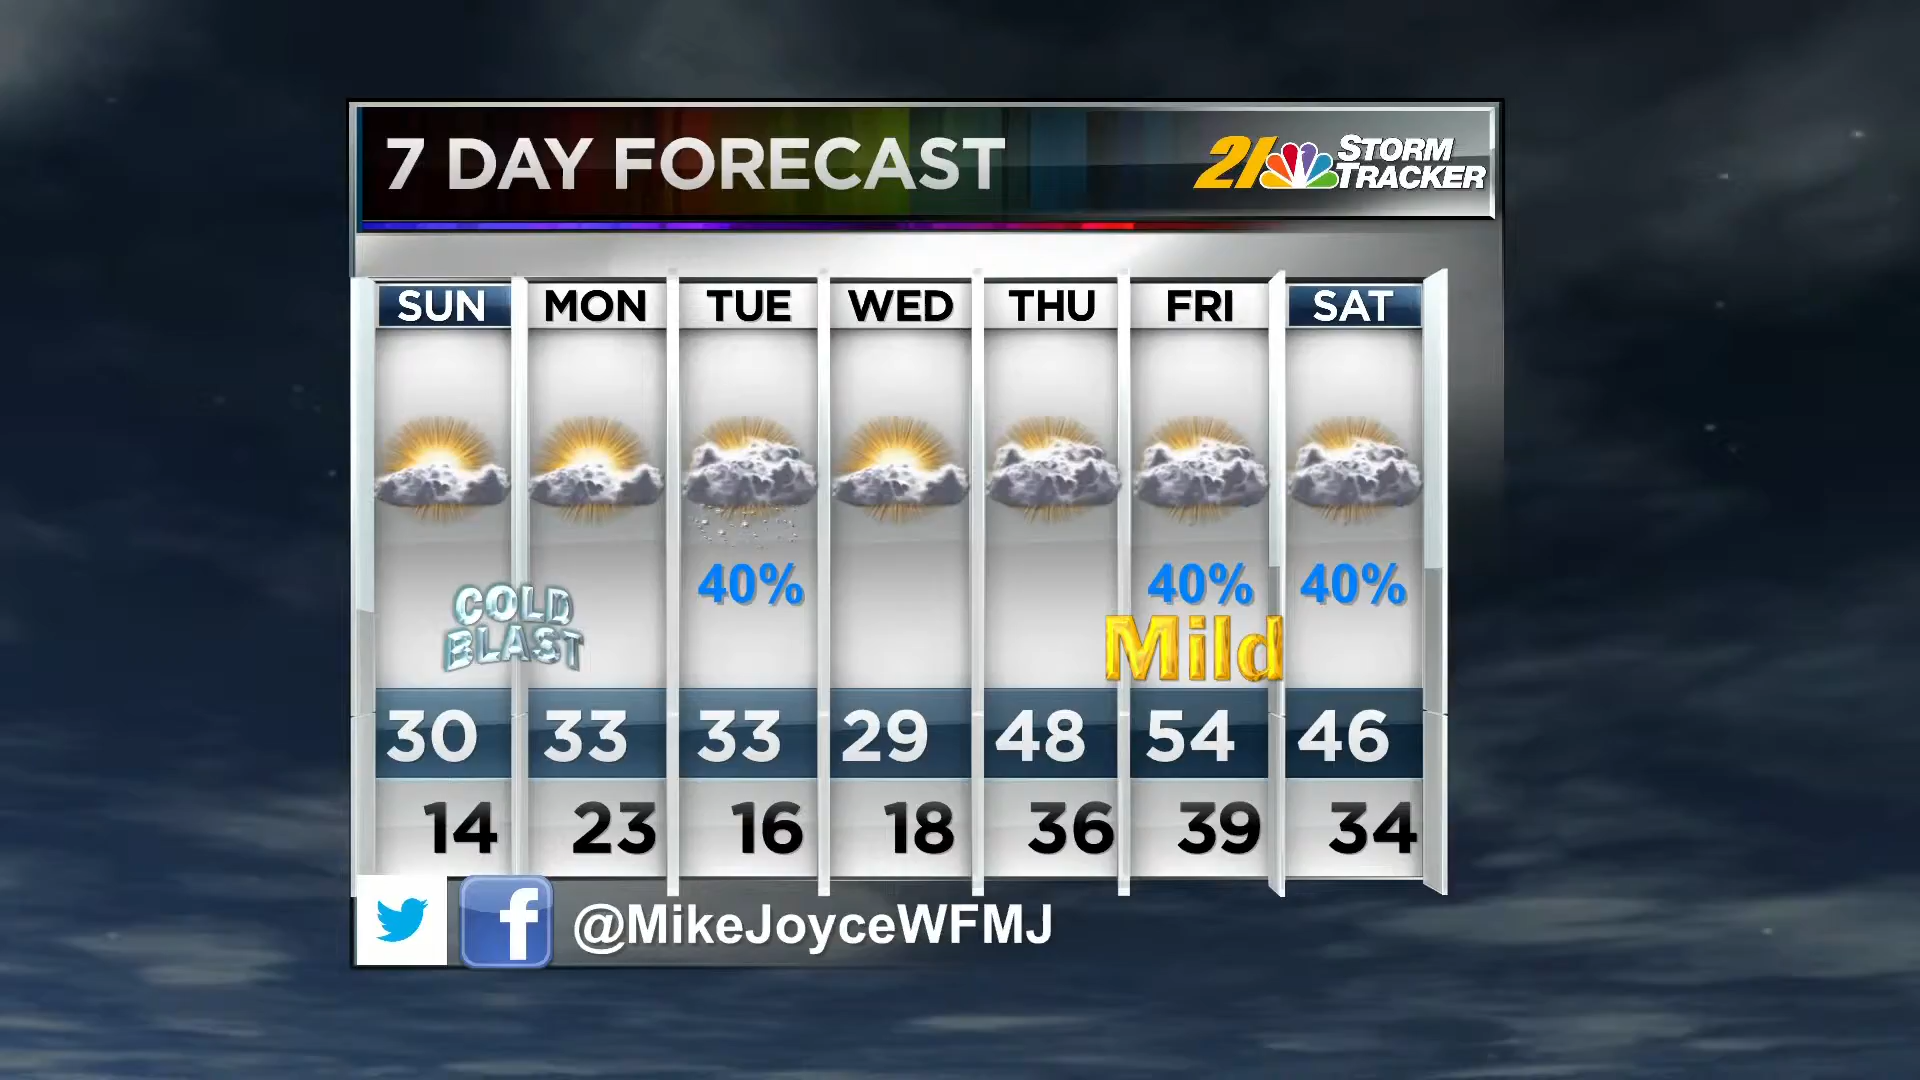 7 DAY FORECAST
21 STORM TRACKER
SUN MON TUE WED THU FRI SAT
40% 40% 40%
COLD BLAST
Mild
30 33 33 29 48 54 46
14 23 16 18 36 39 34
f @MikeJoyceWFMJ